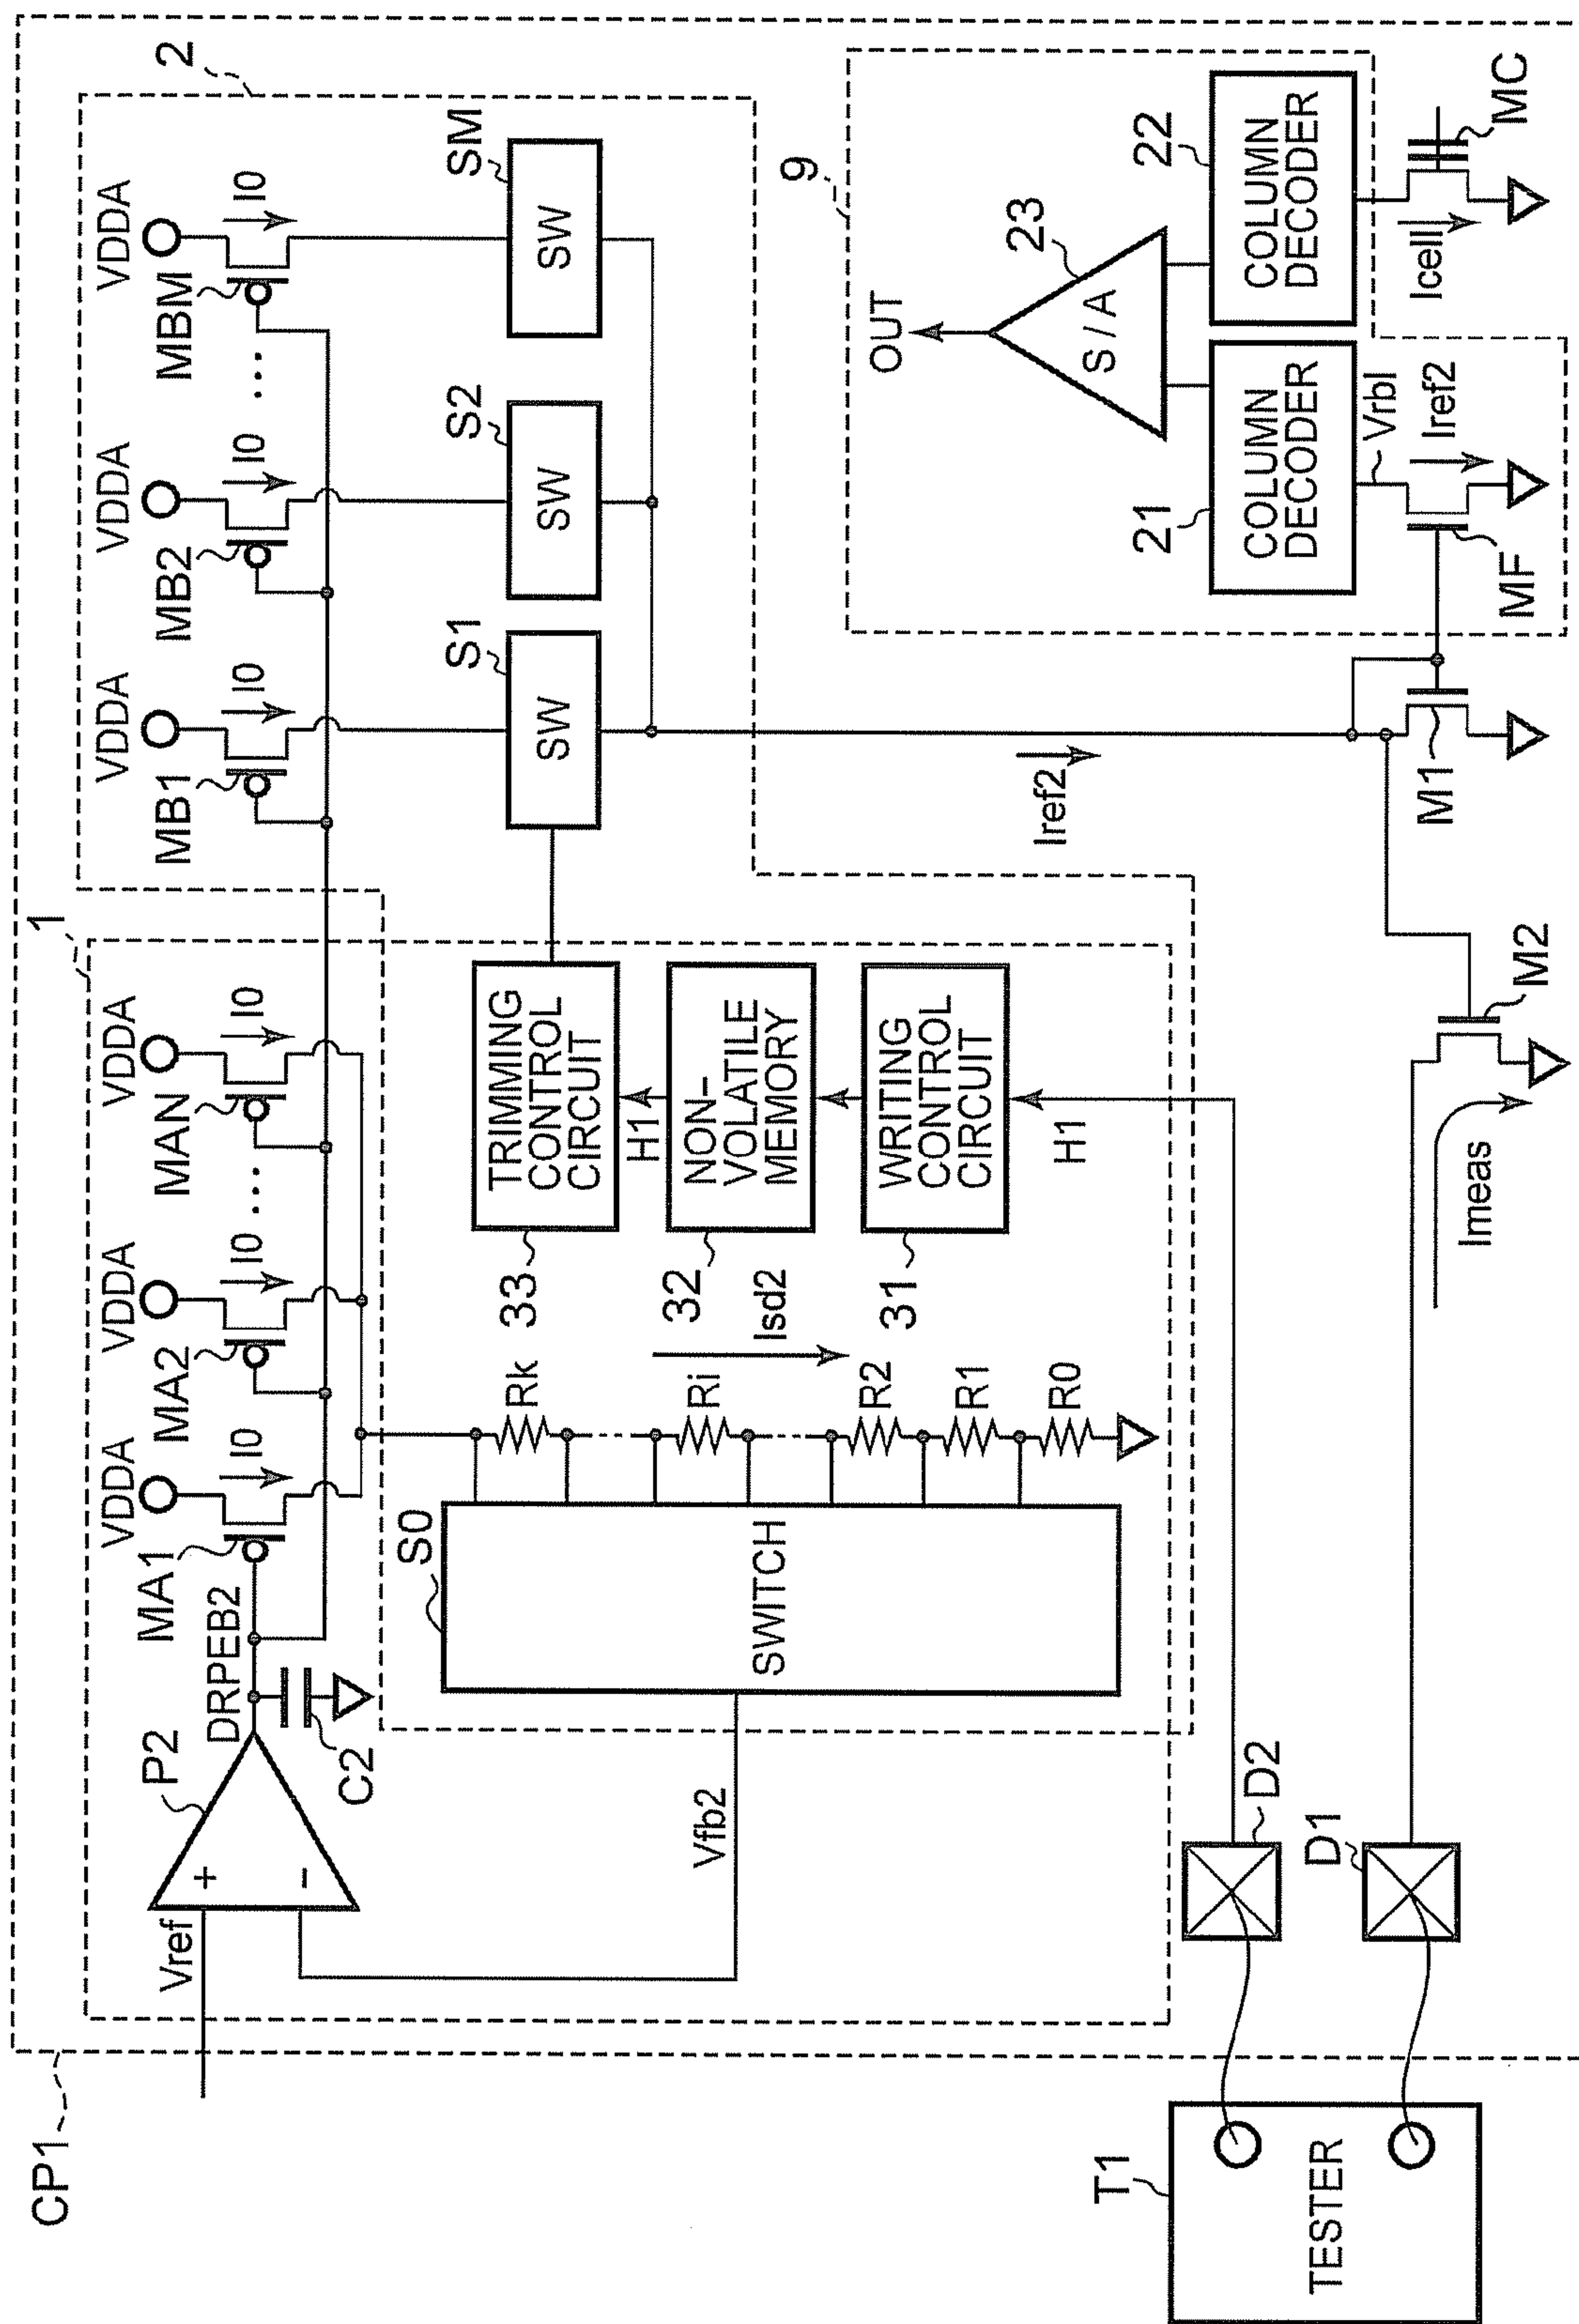 CP1
1
2
VDDA
VDDA
VDDA
VDDA
VDDA
VDDA
MA1
MA2
MAN
MB1
MB2
MBM
I0
I0
I0
I0
I0
I0
...
...
Vref
+
-
P2
DRPEB2
C2
Vfb2
S0
SWITCH
Rk
Ri
R2
R1
R0
Isd2
33
TRIMMING
CONTROL
CIRCUIT
H1
32
NON-
VOLATILE
MEMORY
31
WRITING
CONTROL
CIRCUIT
H1
S1
SW
S2
SW
SM
SW
Iref2
9
OUT
S/A
23
21
COLUMN
DECODER
22
COLUMN
DECODER
Vrbl
Iref2
Icell
MF
MC
M1
M2
Imeas
D2
D1
T1
TESTER